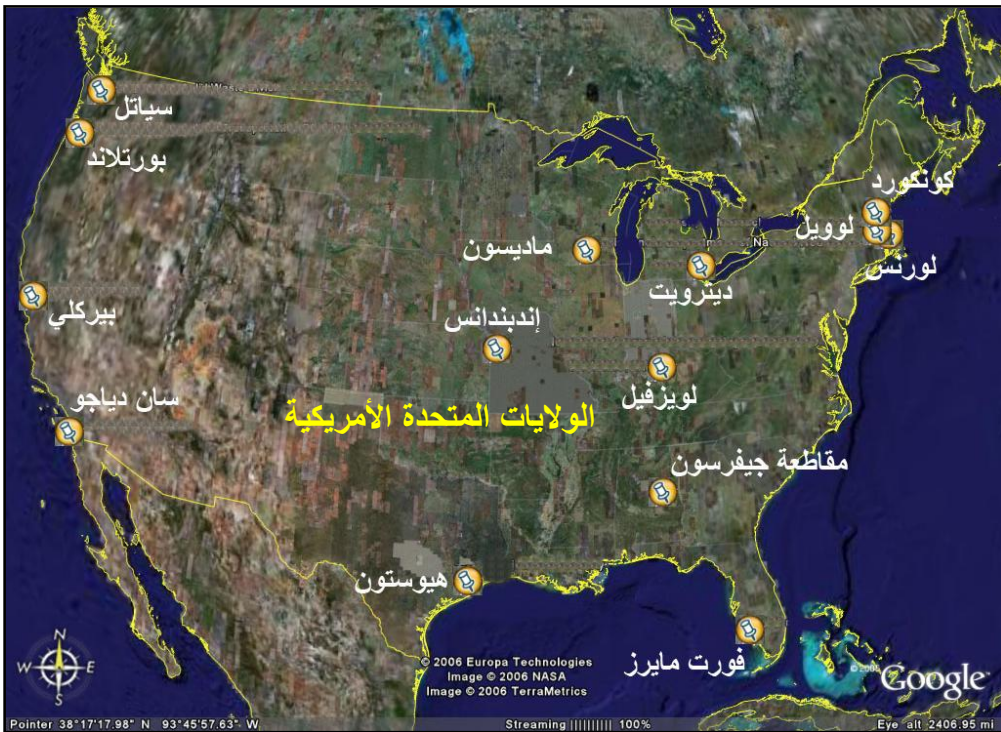 سياتل
بورتلاند
كونكورد
لوويل
لورنس
ماديسون
ديترويت
بيركلي
إندبندانس
لويزفيل
سان دياجو
الولايات المتحدة الأمريكية
مقاطعة جيفرسون
هيوستون
فورت مايرز
N
W E
S
© 2006 Europa Technologies
Image © 2006 NASA
Image © 2006 TerraMetrics
Google
Pointer 38°17'17.98" N 93°45'57.63" W Streaming |||||||||| 100% Eye alt 2406.95 mi